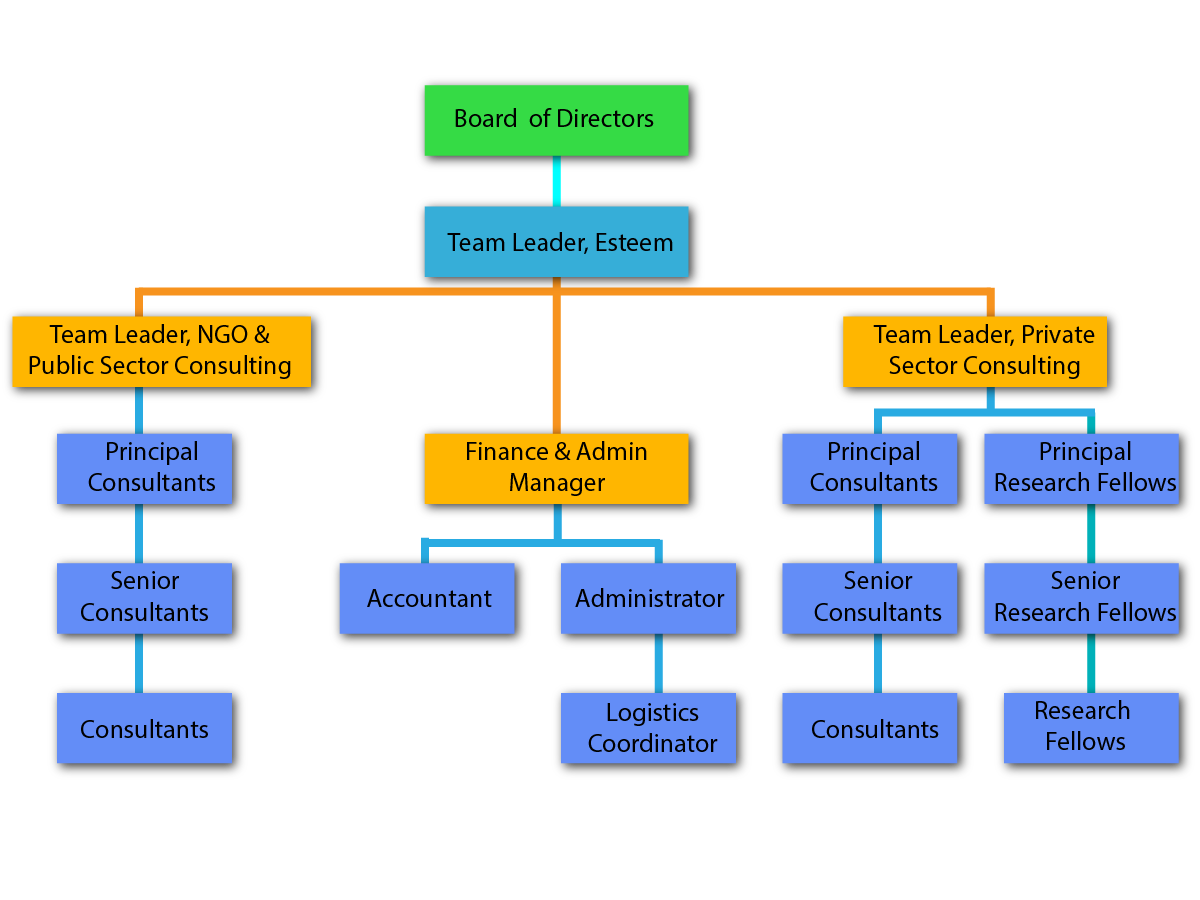 Board of Directors
Team Leader, Esteem
Team Leader, NGO &
Public Sector Consulting
Team Leader, Private
Sector Consulting
Principal
Consultants
Finance & Admin
Manager
Principal
Consultants
Principal
Research Fellows
Senior
Consultants
Accountant
Administrator
Senior
Consultants
Senior
Research Fellows
Consultants
Logistics
Coordinator
Consultants
Research
Fellows